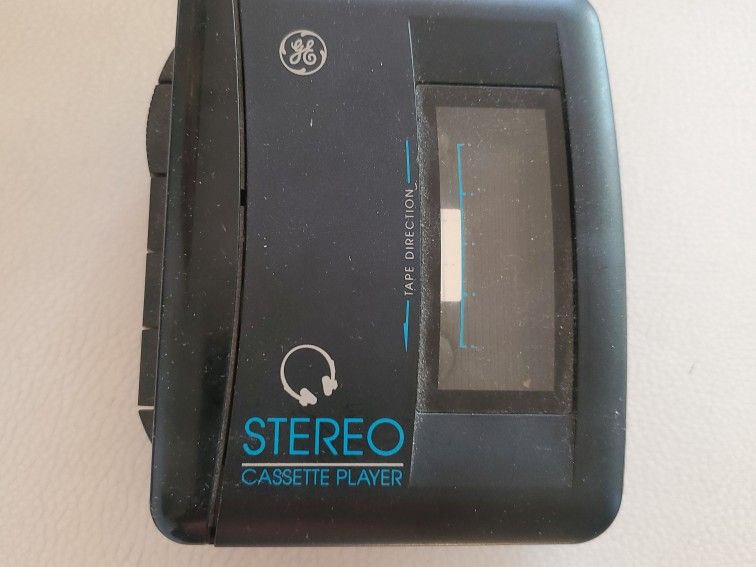 GE
TAPE DIRECTION
STEREO
CASSETTE PLAYER